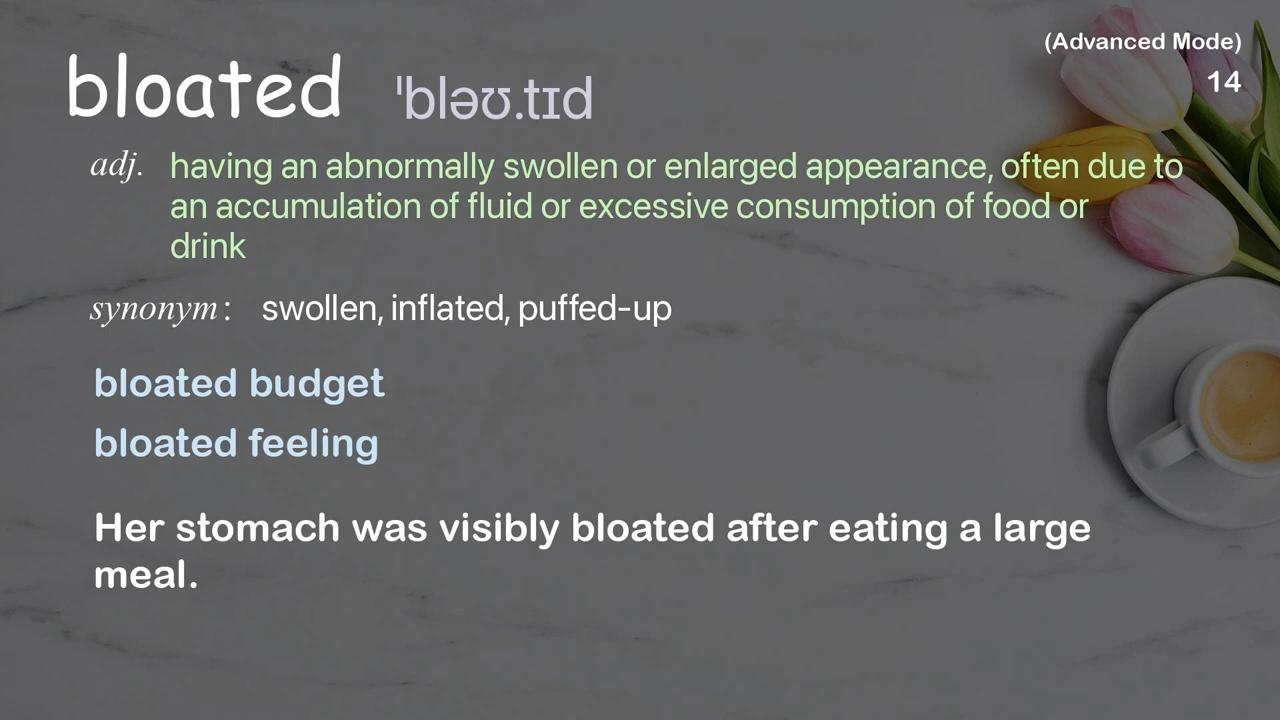 (Advanced Mode)
14
bloated ˈbləʊ.tɪd
adj. having an abnormally swollen or enlarged appearance, often due to
an accumulation of fluid or excessive consumption of food or
drink
synonym: swollen, inflated, puffed-up
bloated budget
bloated feeling
Her stomach was visibly bloated after eating a large
meal.